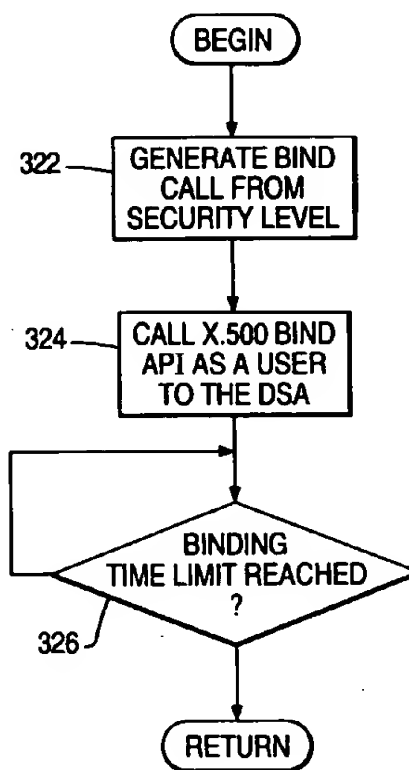 BEGIN
322
GENERATE BIND
CALL FROM
SECURITY LEVEL
324
CALL X.500 BIND
API AS A USER
TO THE DSA
BINDING
TIME LIMIT REACHED
?
326
RETURN